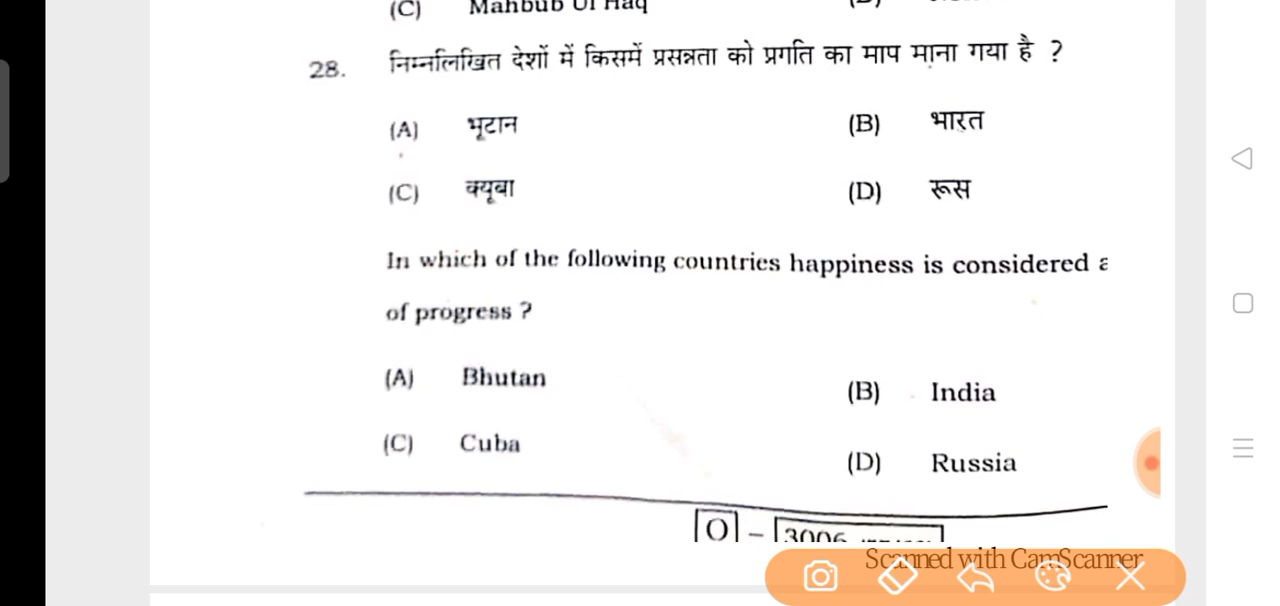 (C) Mahbub Ul Haq
28. निम्नलिखित देशों में किसमें प्रसन्नता को प्रगति का माप माना गया है ?
(A) भूटान (B) भारत
(C) क्यूबा (D) रूस
In which of the following countries happiness is considered a
of progress ?
(A) Bhutan (B) India
(C) Cuba (D) Russia
O - 3006
Scanned with CamScanner